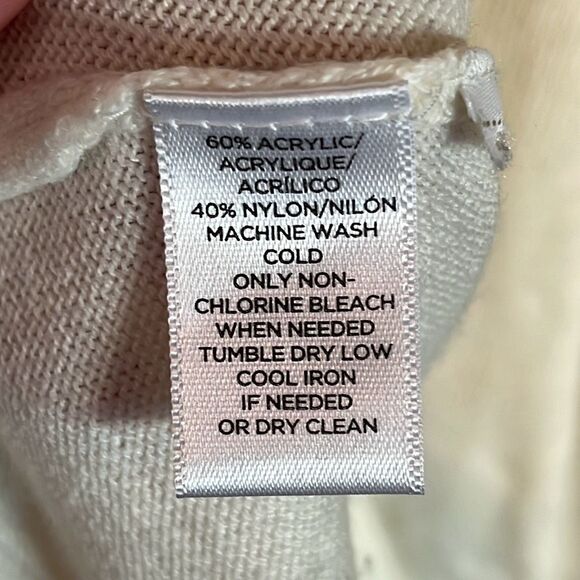 60% ACRYLIC/
ACRYLIQUE/
ACRÍLICO
40% NYLON/NILÓN
MACHINE WASH
COLD
ONLY NON-
CHLORINE BLEACH
WHEN NEEDED
TUMBLE DRY LOW
COOL IRON
IF NEEDED
OR DRY CLEAN